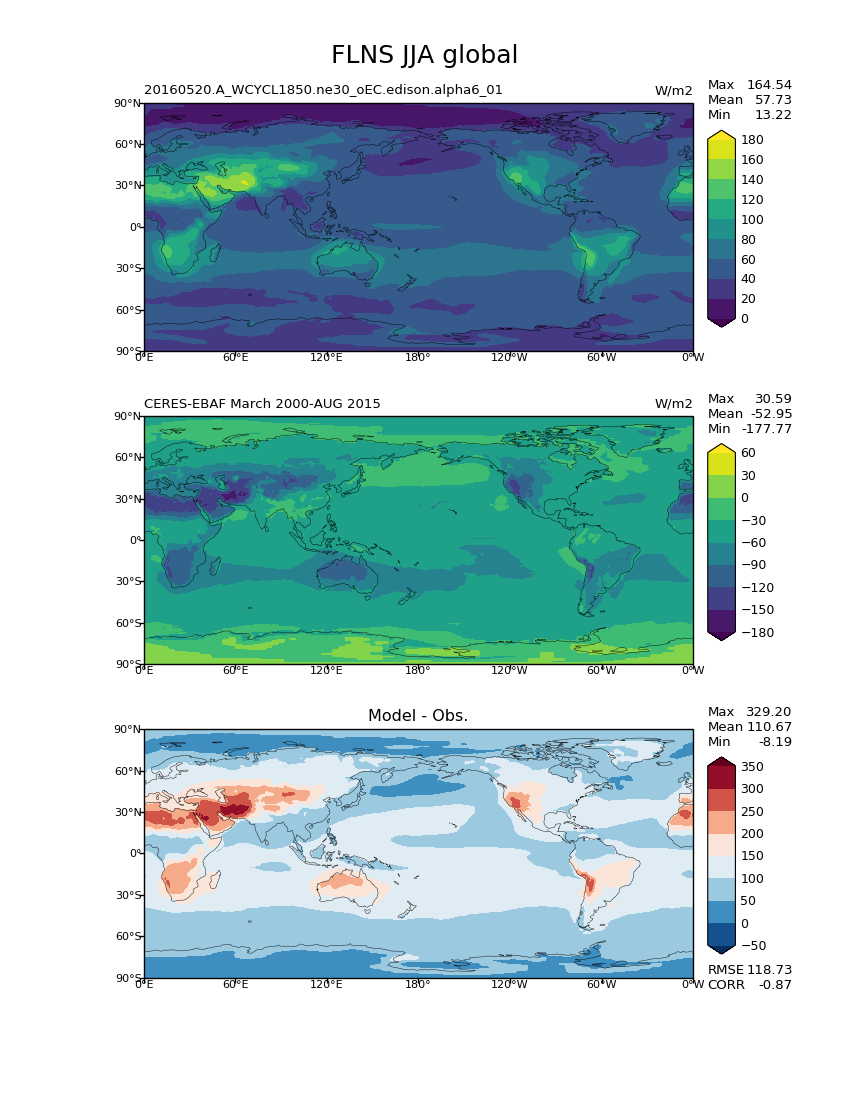 FLNS JJA global
20160520.A_WCYCL1850.ne30_oEC.edison.alpha6_01 W/m2
Max 164.54
Mean 57.73
Min 13.22
90°N
60°N
30°N
0°
30°S
60°S
90°S
0°E 60°E 120°E 180° 120°W 60°W 0°W
180
160
140
120
100
80
60
40
20
0
CERES-EBAF March 2000-AUG 2015 W/m2
Max 30.59
Mean -52.95
Min -177.77
90°N
60°N
30°N
0°
30°S
60°S
90°S
0°E 60°E 120°E 180° 120°W 60°W 0°W
60
30
0
−30
−60
−90
−120
−150
−180
Model - Obs.
Max 329.20
Mean 110.67
Min -8.19
90°N
60°N
30°N
0°
30°S
60°S
90°S
0°E 60°E 120°E 180° 120°W 60°W 0°W
350
300
250
200
150
100
50
0
−50
RMSE 118.73
CORR -0.87